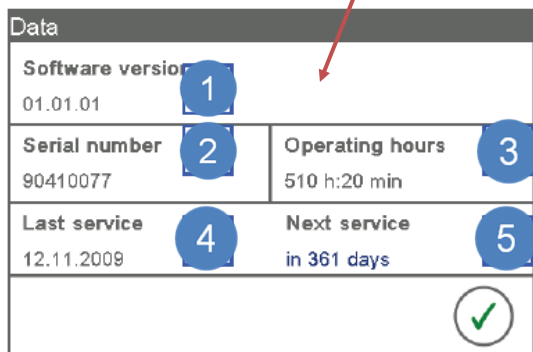 Data
Software version
1
01.01.01
Serial number
2
Operating hours
3
90410077
510 h:20 min
Last service
4
Next service
5
12.11.2009
in 361 days